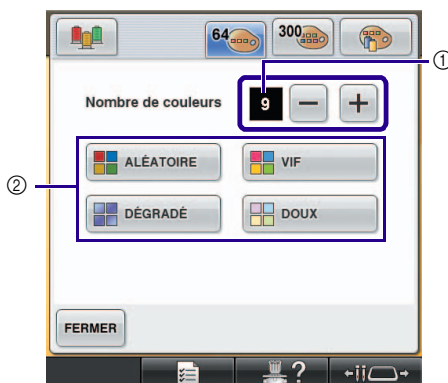 64 300
①
Nombre de couleurs 9 − +
②
ALÉATOIRE VIF
DÉGRADÉ DOUX
FERMER
?